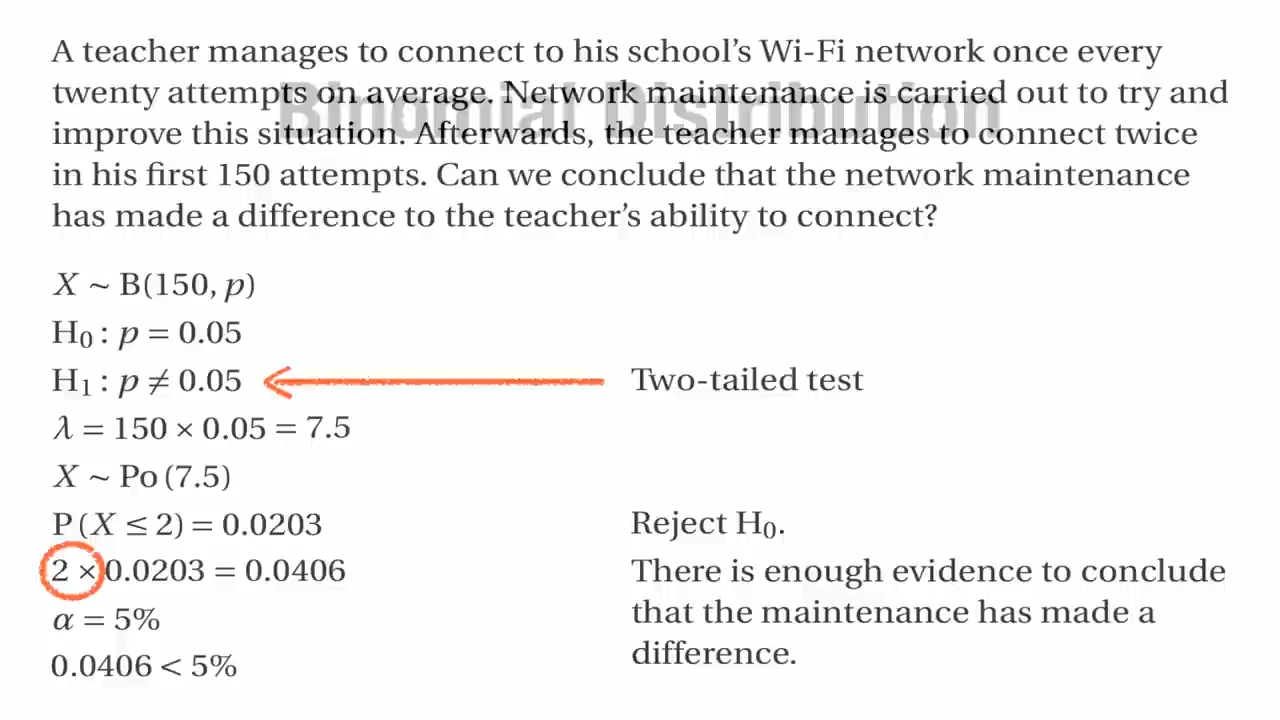 A teacher manages to connect to his school's Wi-Fi network once every
twenty attempts on average. Network maintenance is carried out to try and
Binomial Distribution
improve this situation. Afterwards, the teacher manages to connect twice
in his first 150 attempts. Can we conclude that the network maintenance
has made a difference to the teacher's ability to connect?
X ~ B(150, p)
H₀ : p = 0.05
H₁ : p ≠ 0.05
Two-tailed test
λ = 150 × 0.05 = 7.5
X ~ Po (7.5)
P (X ≤ 2) = 0.0203
2 × 0.0203 = 0.0406
α = 5%
0.0406 < 5%
Reject H₀.
There is enough evidence to conclude
that the maintenance has made a
difference.